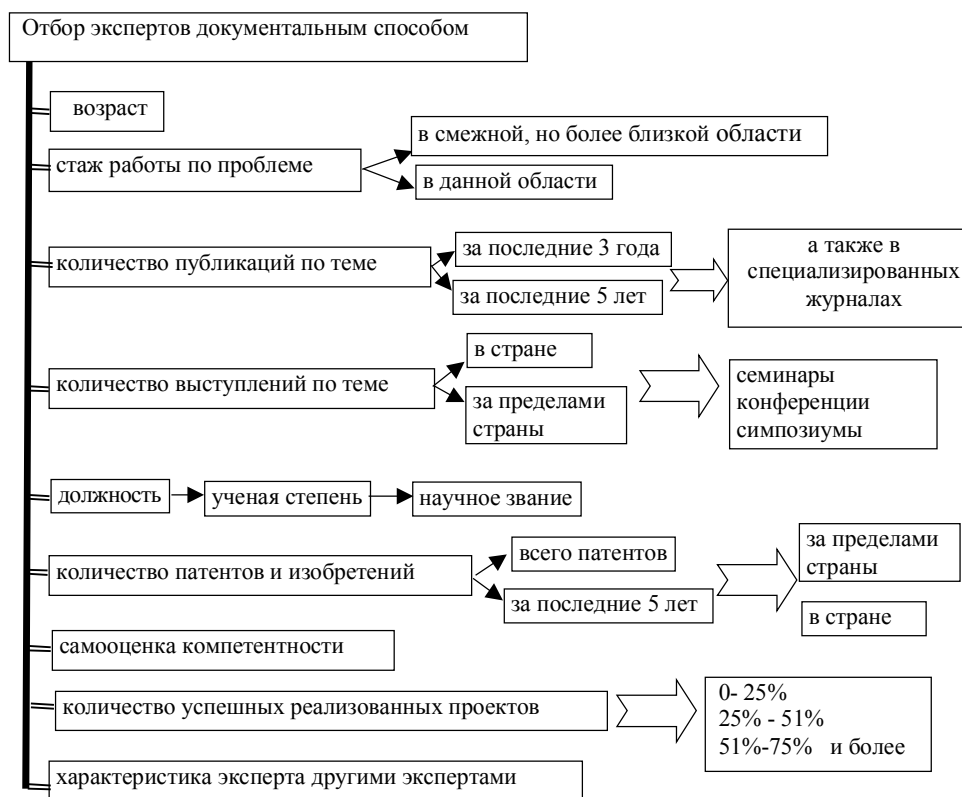 Отбор экспертов документальным способом
возраст
стаж работы по проблеме
в смежной, но более близкой области
в данной области
количество публикаций по теме
за последние 3 года
за последние 5 лет
а также в
специализированных
журналах
количество выступлений по теме
в стране
за пределами
страны
семинары
конференции
симпозиумы
должность
ученая степень
научное звание
количество патентов и изобретений
всего патентов
за последние 5 лет
за пределами
страны
в стране
самооценка компетентности
количество успешных реализованных проектов
0- 25%
25% - 51%
51%-75% и более
характеристика эксперта другими экспертами